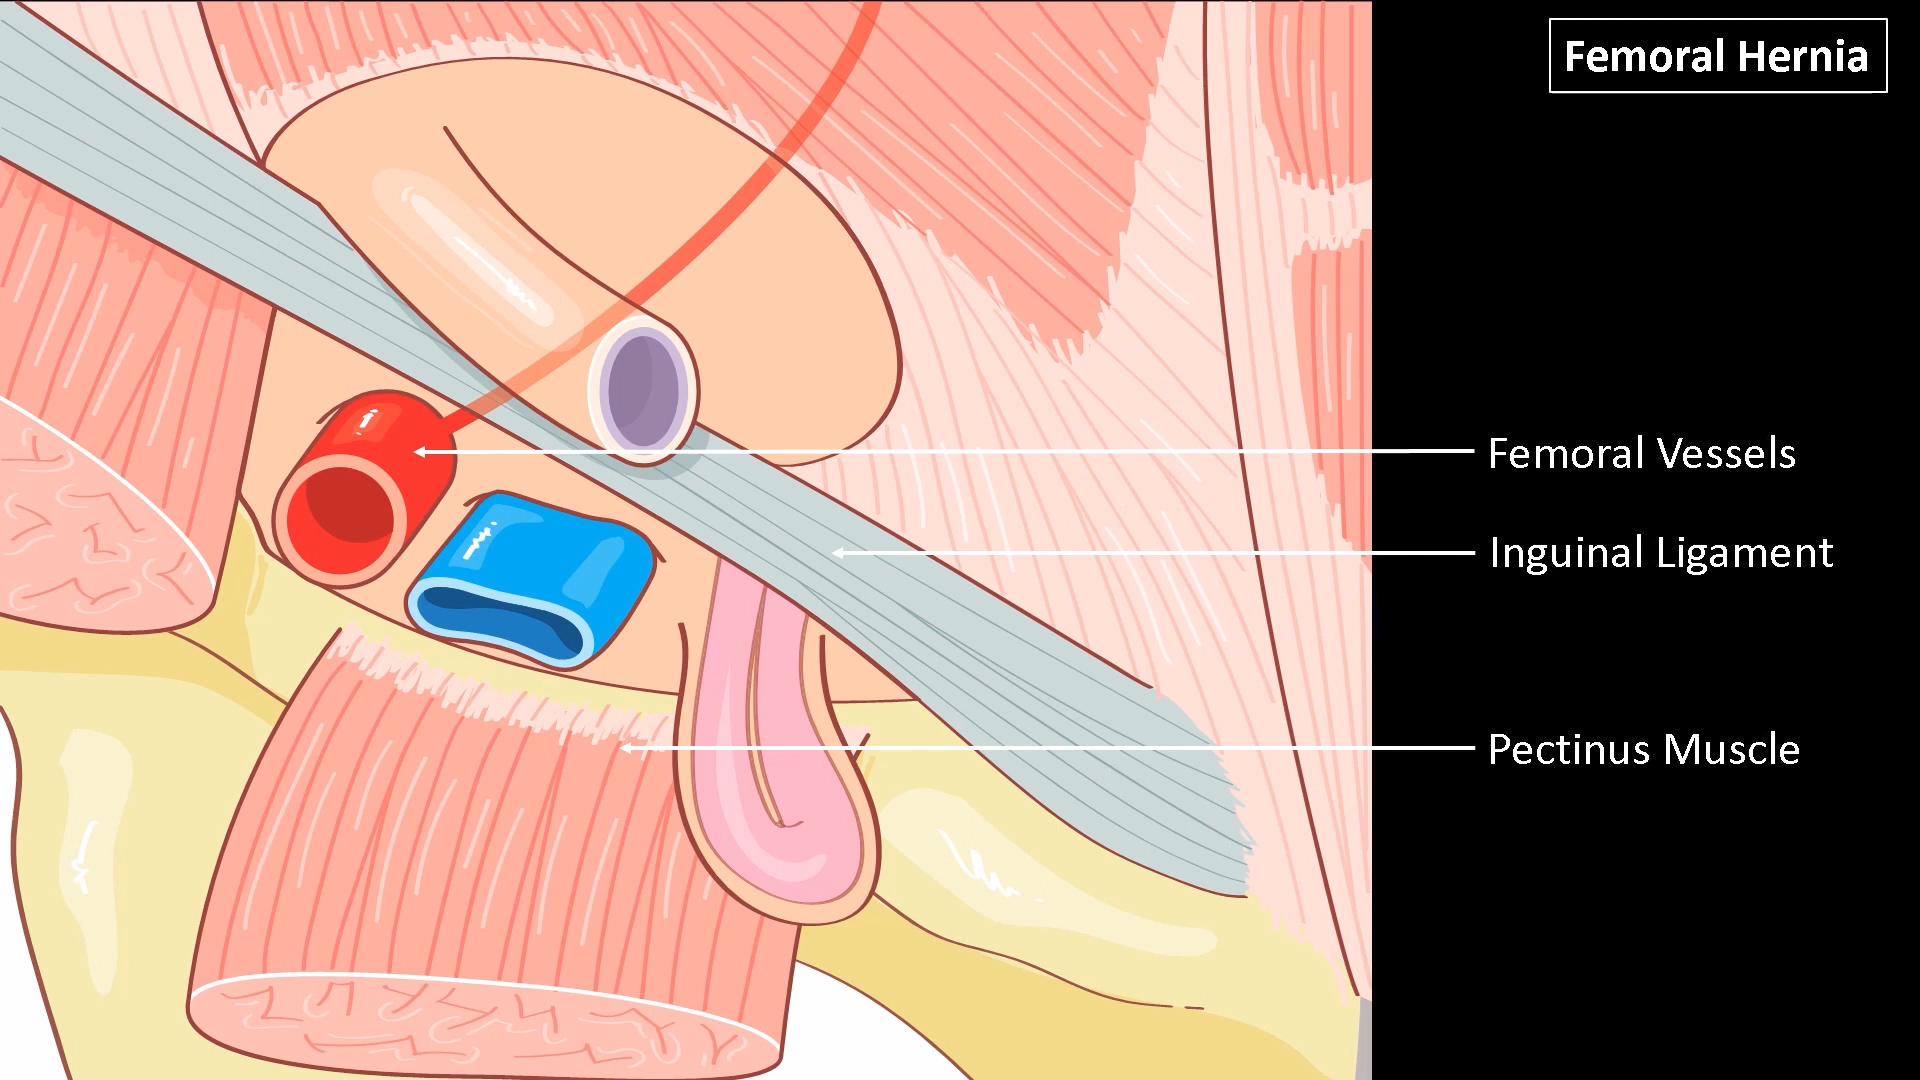 Femoral Hernia
Femoral Vessels
Inguinal Ligament
Pectinus Muscle